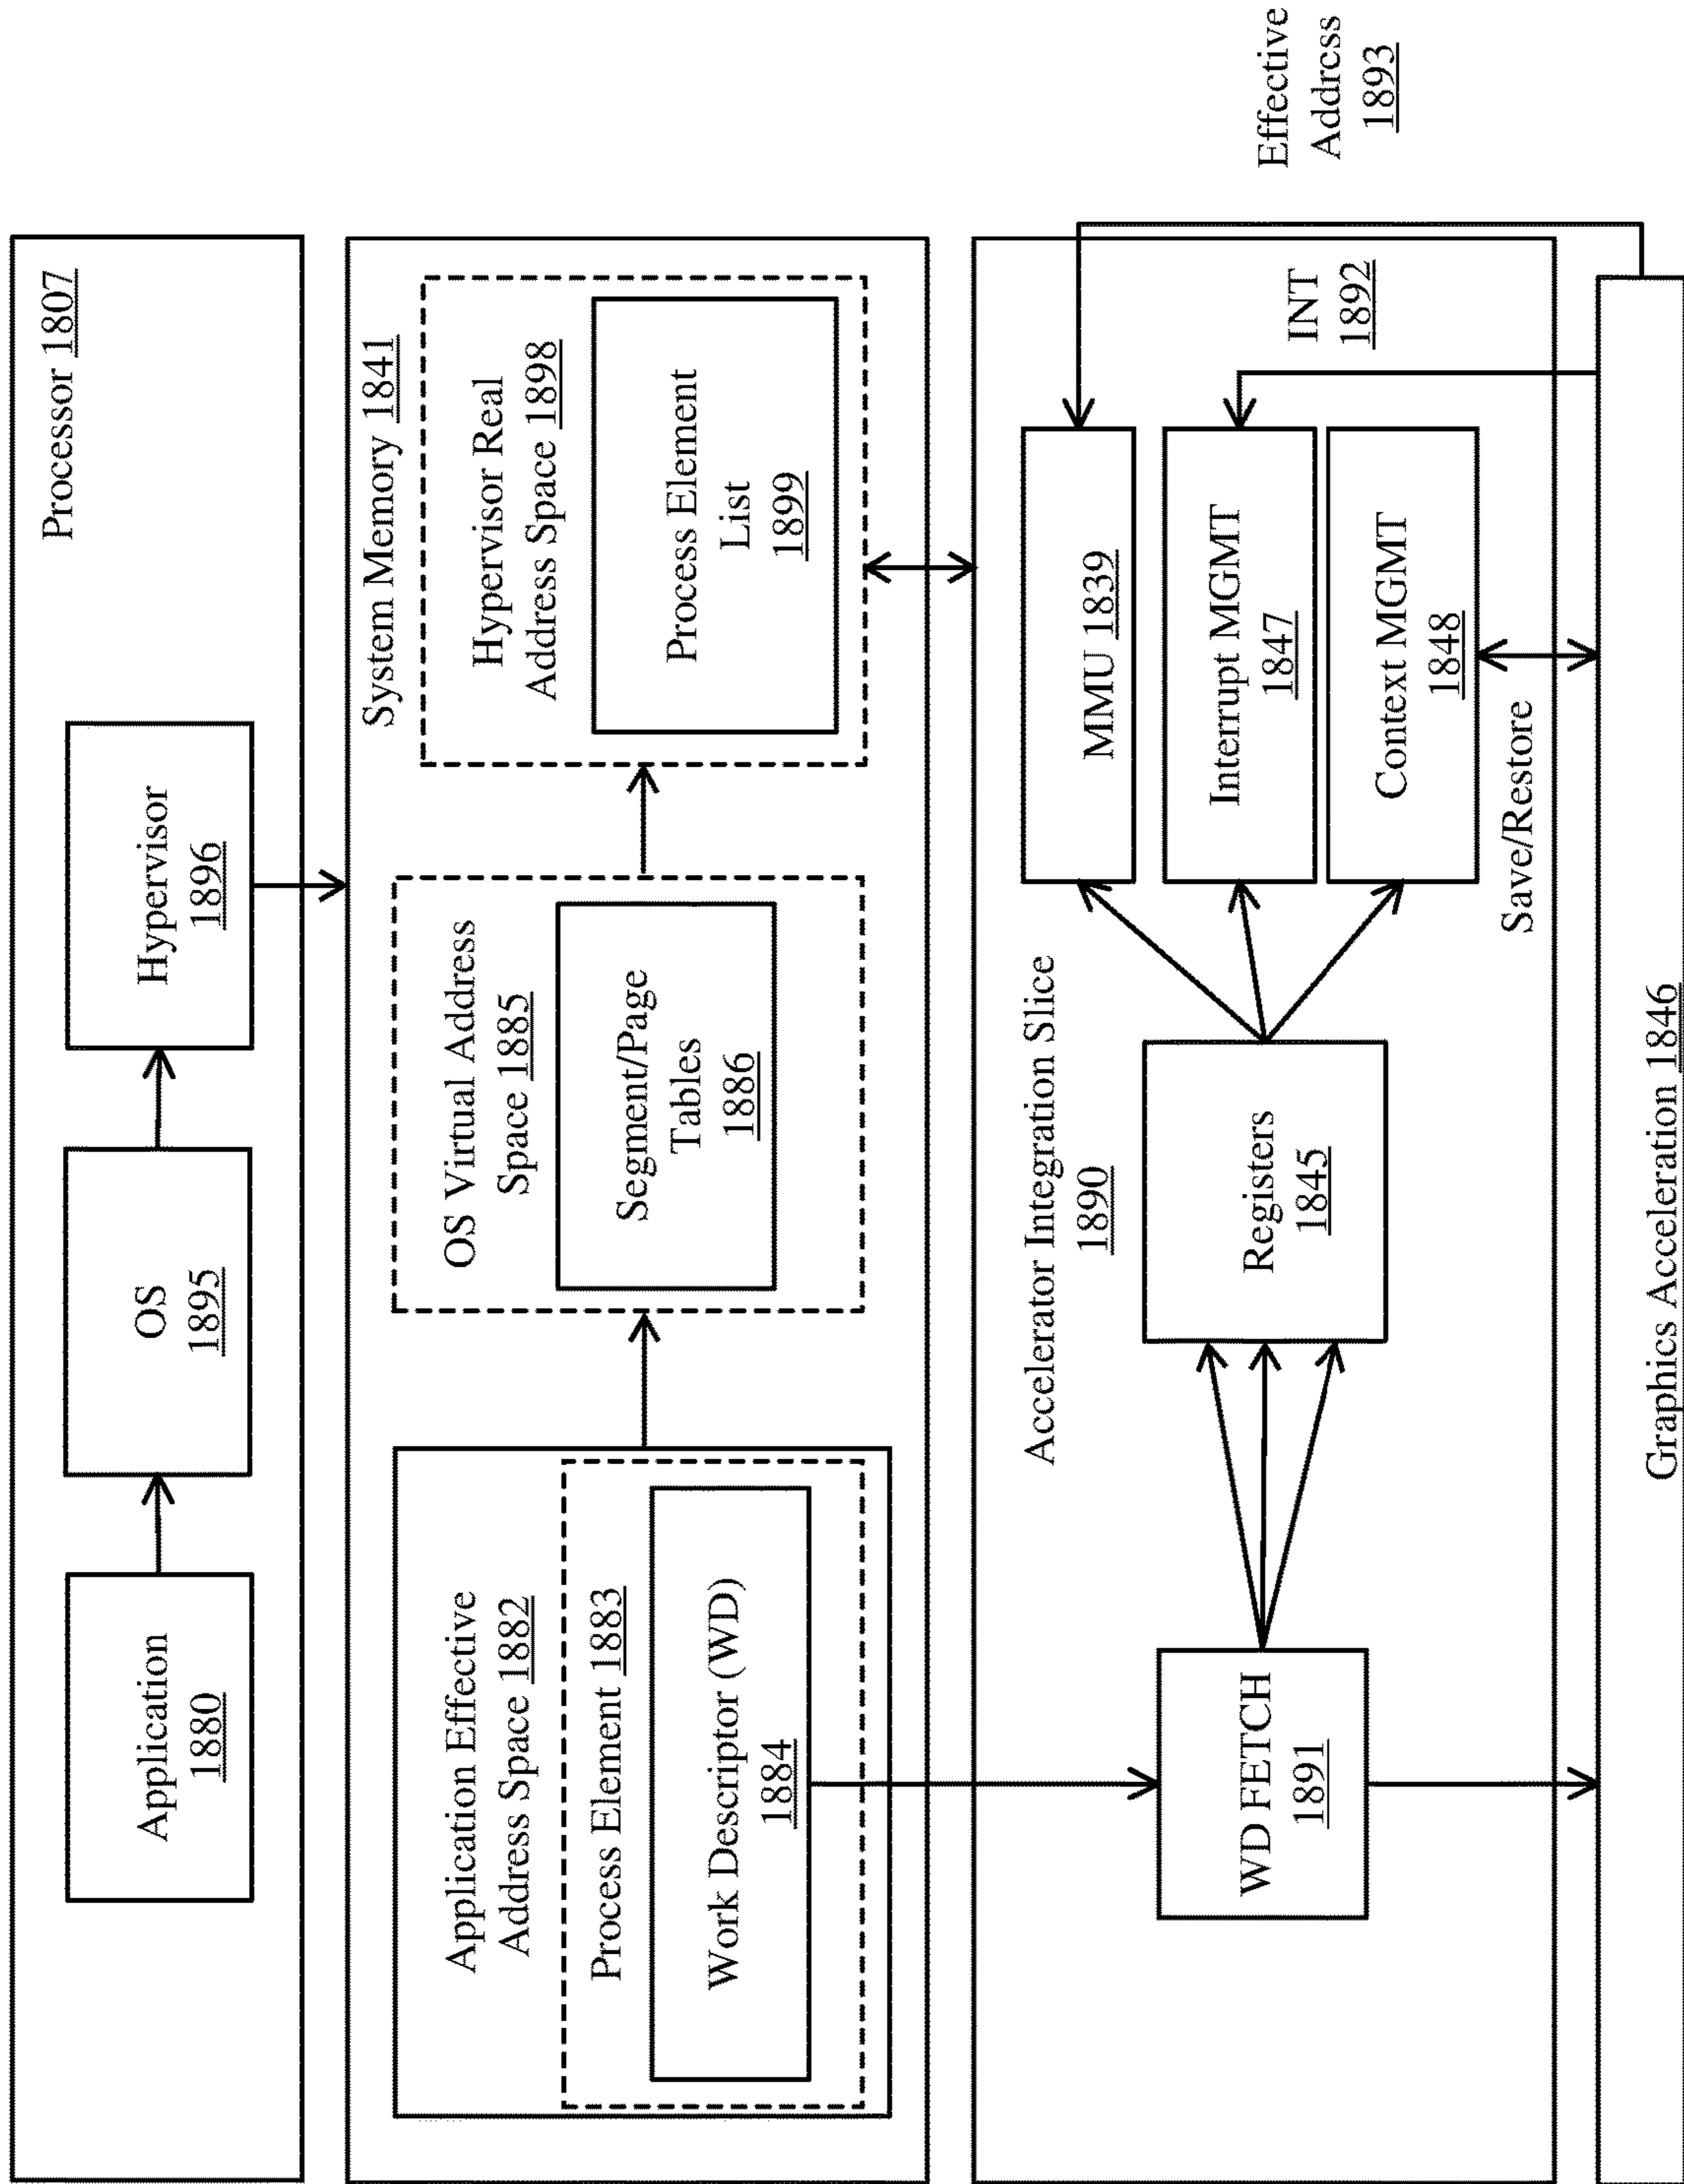 Processor 1807
Application
1880
OS
1895
Hypervisor
1896
System Memory 1841
Application Effective
Address Space 1882
Process Element 1883
Work Descriptor (WD)
1884
OS Virtual Address
Space 1885
Segment/Page
Tables
1886
Hypervisor Real
Address Space 1898
Process Element
List
1899
Accelerator Integration Slice
1890
WD FETCH
1891
Registers
1845
MMU 1839
Interrupt MGMT
1847
Context MGMT
1848
INT
1892
Save/Restore
Effective
Address
1893
Graphics Acceleration 1846